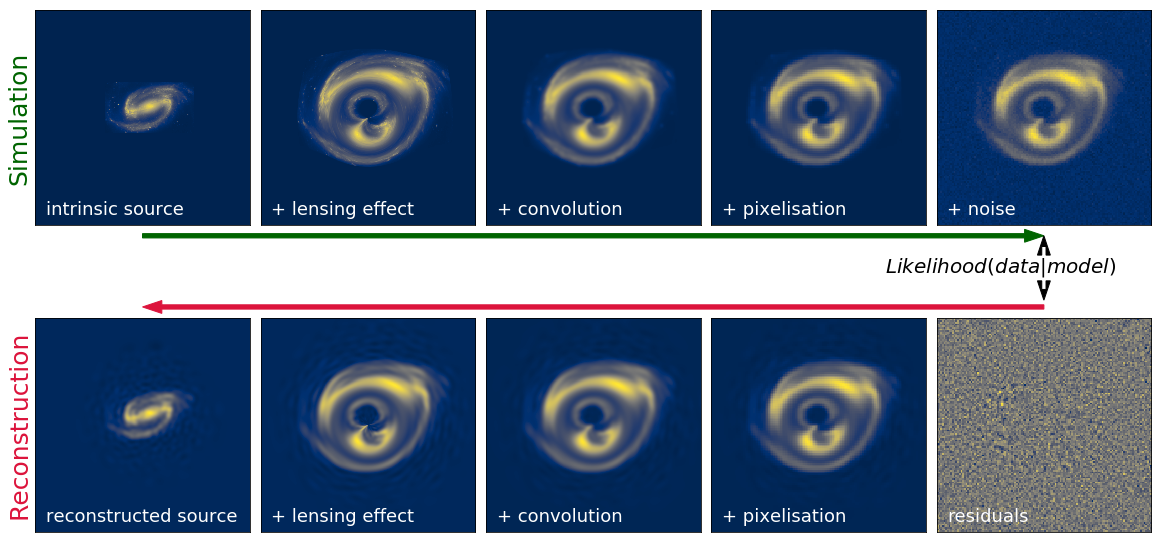 Simulation
intrinsic source
+ lensing effect
+ convolution
+ pixelisation
+ noise
Likelihood(data|model)
Reconstruction
reconstructed source
+ lensing effect
+ convolution
+ pixelisation
residuals